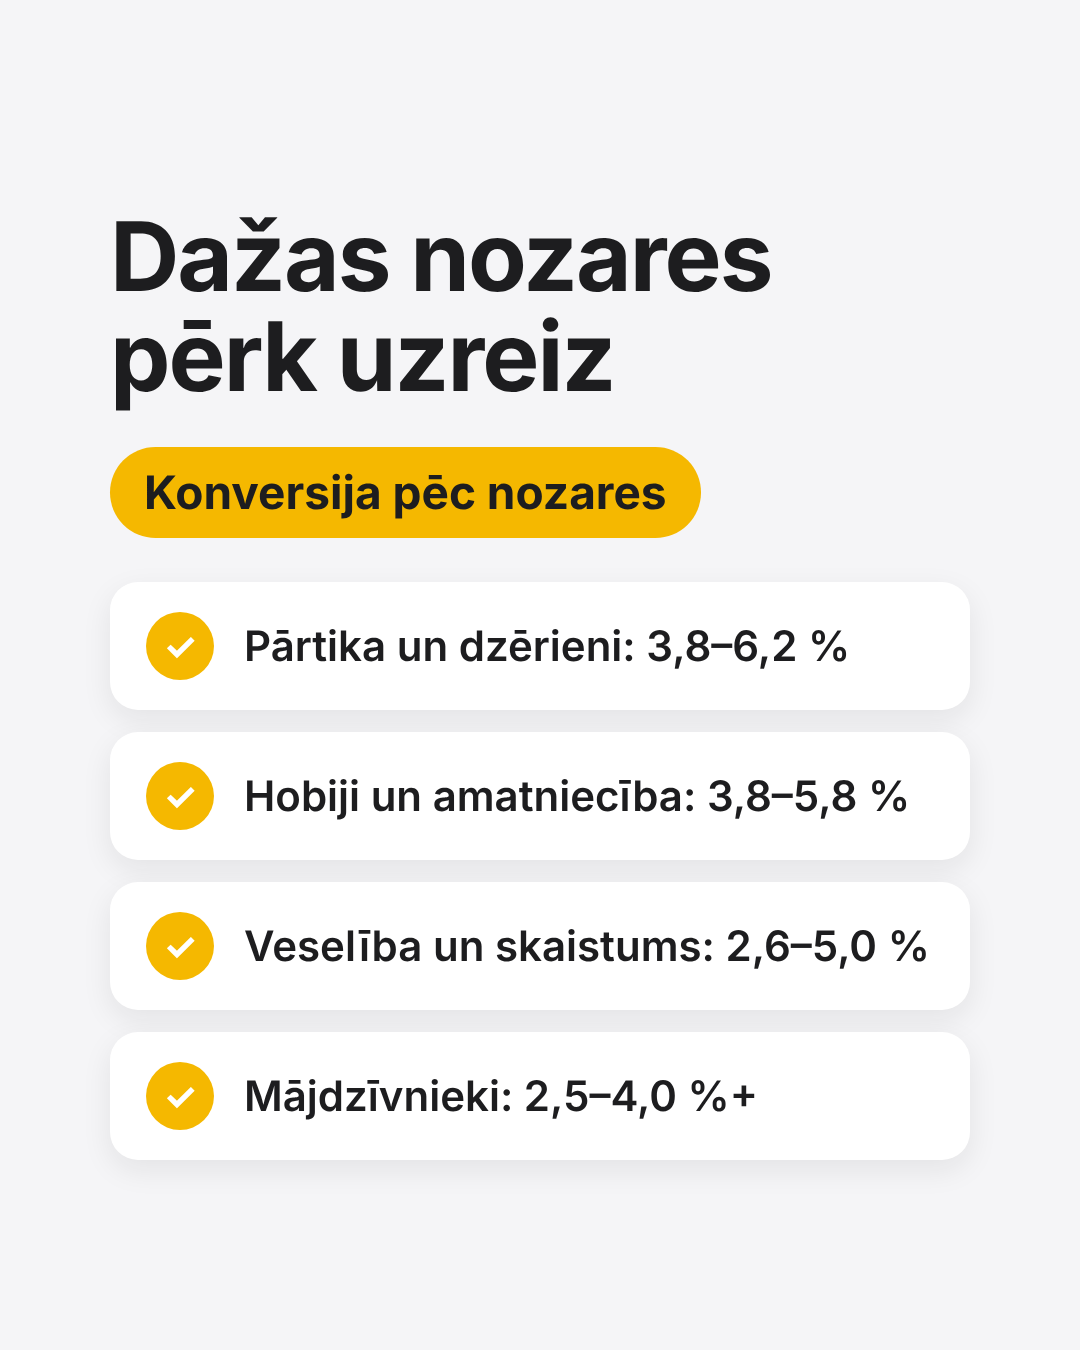 Dažas nozares
pērk uzreiz
Konversija pēc nozares
Pārtika un dzērieni: 3,8–6,2 %
Hobiji un amatniecība: 3,8–5,8 %
Veselība un skaistums: 2,6–5,0 %
Mājdzīvnieki: 2,5–4,0 %+